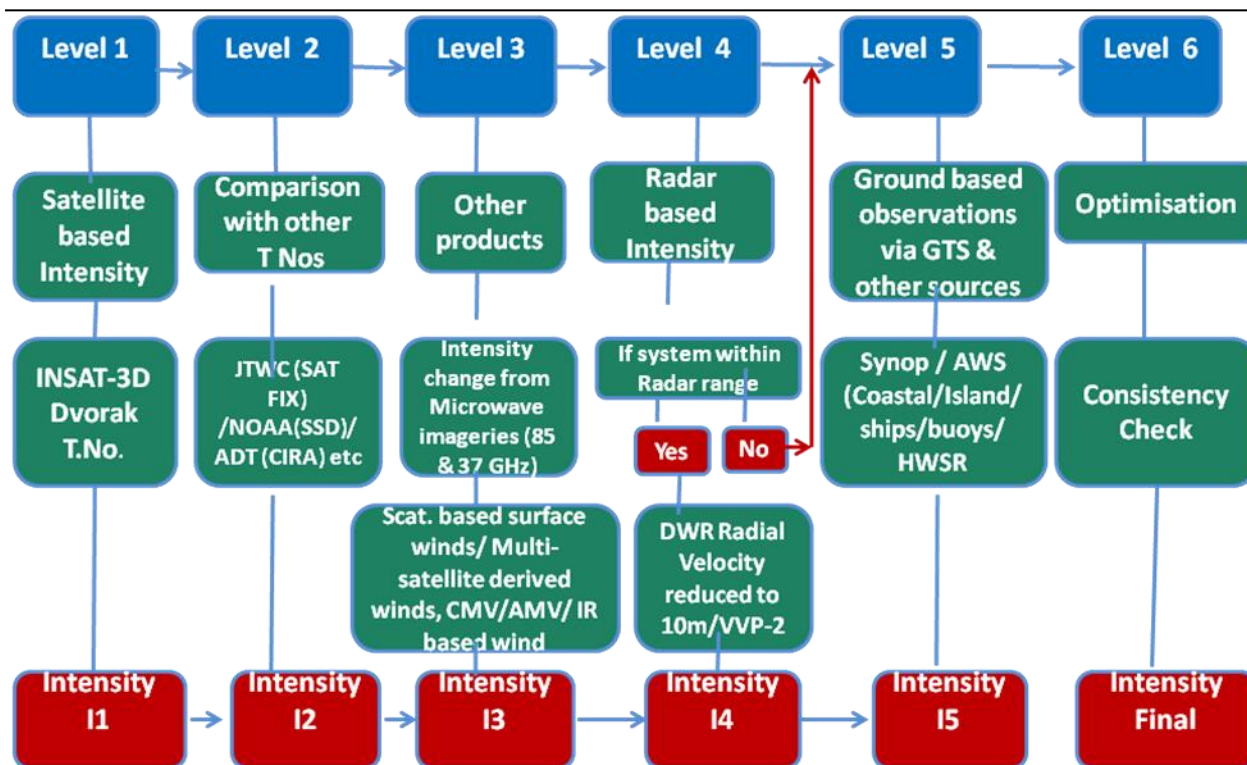 Level 1
Level 2
Level 3
Level 4
Level 5
Level 6
Satellite
based
Intensity
Comparison
with other
T Nos
Other
products
Radar
based
Intensity
Ground based
observations
via GTS &
other sources
Optimisation
INSAT-3D
Dvorak
T.No.
JTWC (SAT
FIX)
/NOAA(SSD)/
ADT (CIRA) etc
Intensity
change from
Microwave
imageries (85
& 37 GHz)
If system within
Radar range
Yes
No
Synop / AWS
(Coastal/Island/
ships/buoys/
HWSR
Consistency
Check
Scat. based surface
winds/ Multi-
satellite derived
winds, CMV/AMV/ IR
based wind
DWR Radial
Velocity
reduced to
10m/VVP-2
Intensity
I1
Intensity
I2
Intensity
I3
Intensity
I4
Intensity
I5
Intensity
Final